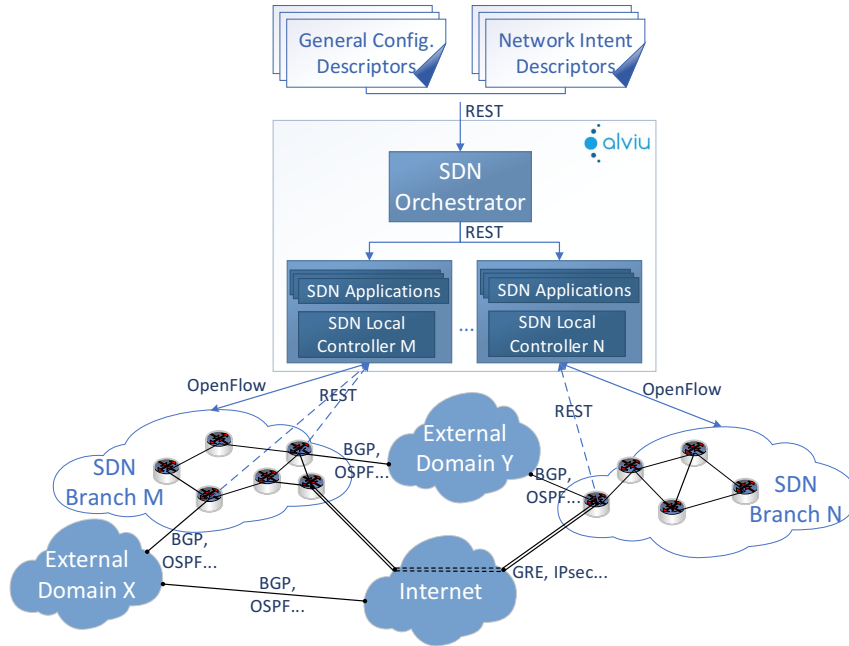 General Config.
Descriptors
Network Intent
Descriptors
REST
alviu
SDN
Orchestrator
REST
SDN Applications
SDN Local
Controller M
...
SDN Applications
SDN Local
Controller N
OpenFlow
REST
REST
OpenFlow
SDN
Branch M
BGP,
OSPF...
External
Domain Y
BGP,
OSPF...
SDN
Branch N
External
Domain X
BGP,
OSPF...
BGP,
OSPF...
Internet
GRE, IPsec...